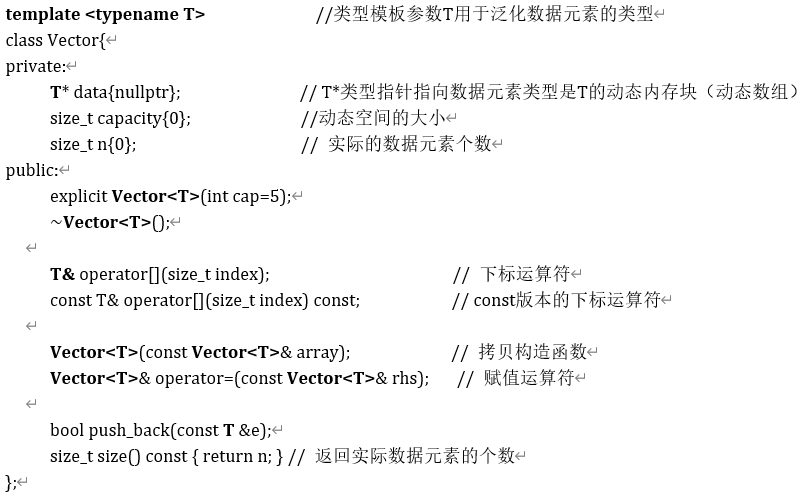 template <typename T> //类型模板参数T用于泛化数据元素的类型↵
class Vector{↵
private:↵
T* data{nullptr}; // T*类型指针指向数据元素类型是T的动态内存块（动态数组）
size_t capacity{0}; //动态空间的大小↵
size_t n{0}; // 实际的数据元素个数↵
public:↵
explicit Vector<T>(int cap=5);↵
~Vector<T>();↵
↵
T& operator[](size_t index); // 下标运算符↵
const T& operator[](size_t index) const; // const版本的下标运算符↵
↵
Vector<T>(const Vector<T>& array); // 拷贝构造函数↵
Vector<T>& operator=(const Vector<T>& rhs); // 赋值运算符↵
↵
bool push_back(const T &e);↵
size_t size() const { return n; } // 返回实际数据元素的个数↵
};↵